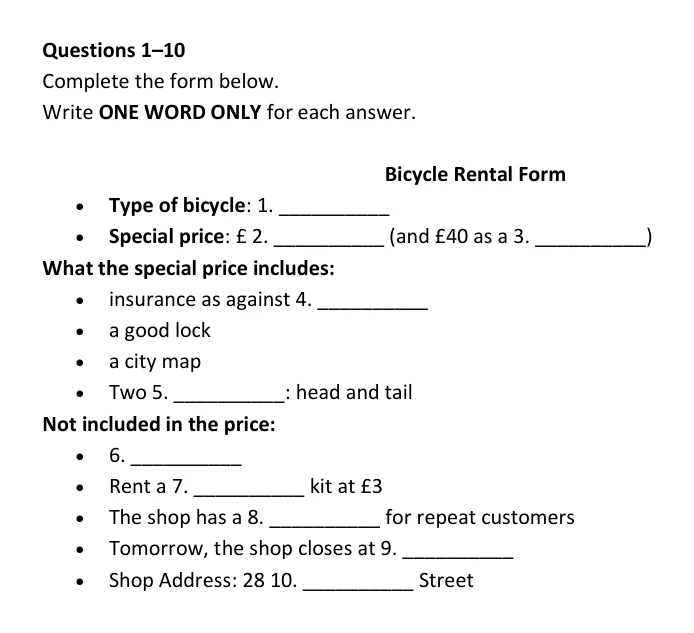 Questions 1–10
Complete the form below.
Write ONE WORD ONLY for each answer.
Bicycle Rental Form
• Type of bicycle: 1. __________
• Special price: £ 2. __________ (and £40 as a 3. __________)
What the special price includes:
• insurance as against 4. __________
• a good lock
• a city map
• Two 5. __________: head and tail
Not included in the price:
• 6. __________
• Rent a 7. __________ kit at £3
• The shop has a 8. __________ for repeat customers
• Tomorrow, the shop closes at 9. __________
• Shop Address: 28 10. __________ Street